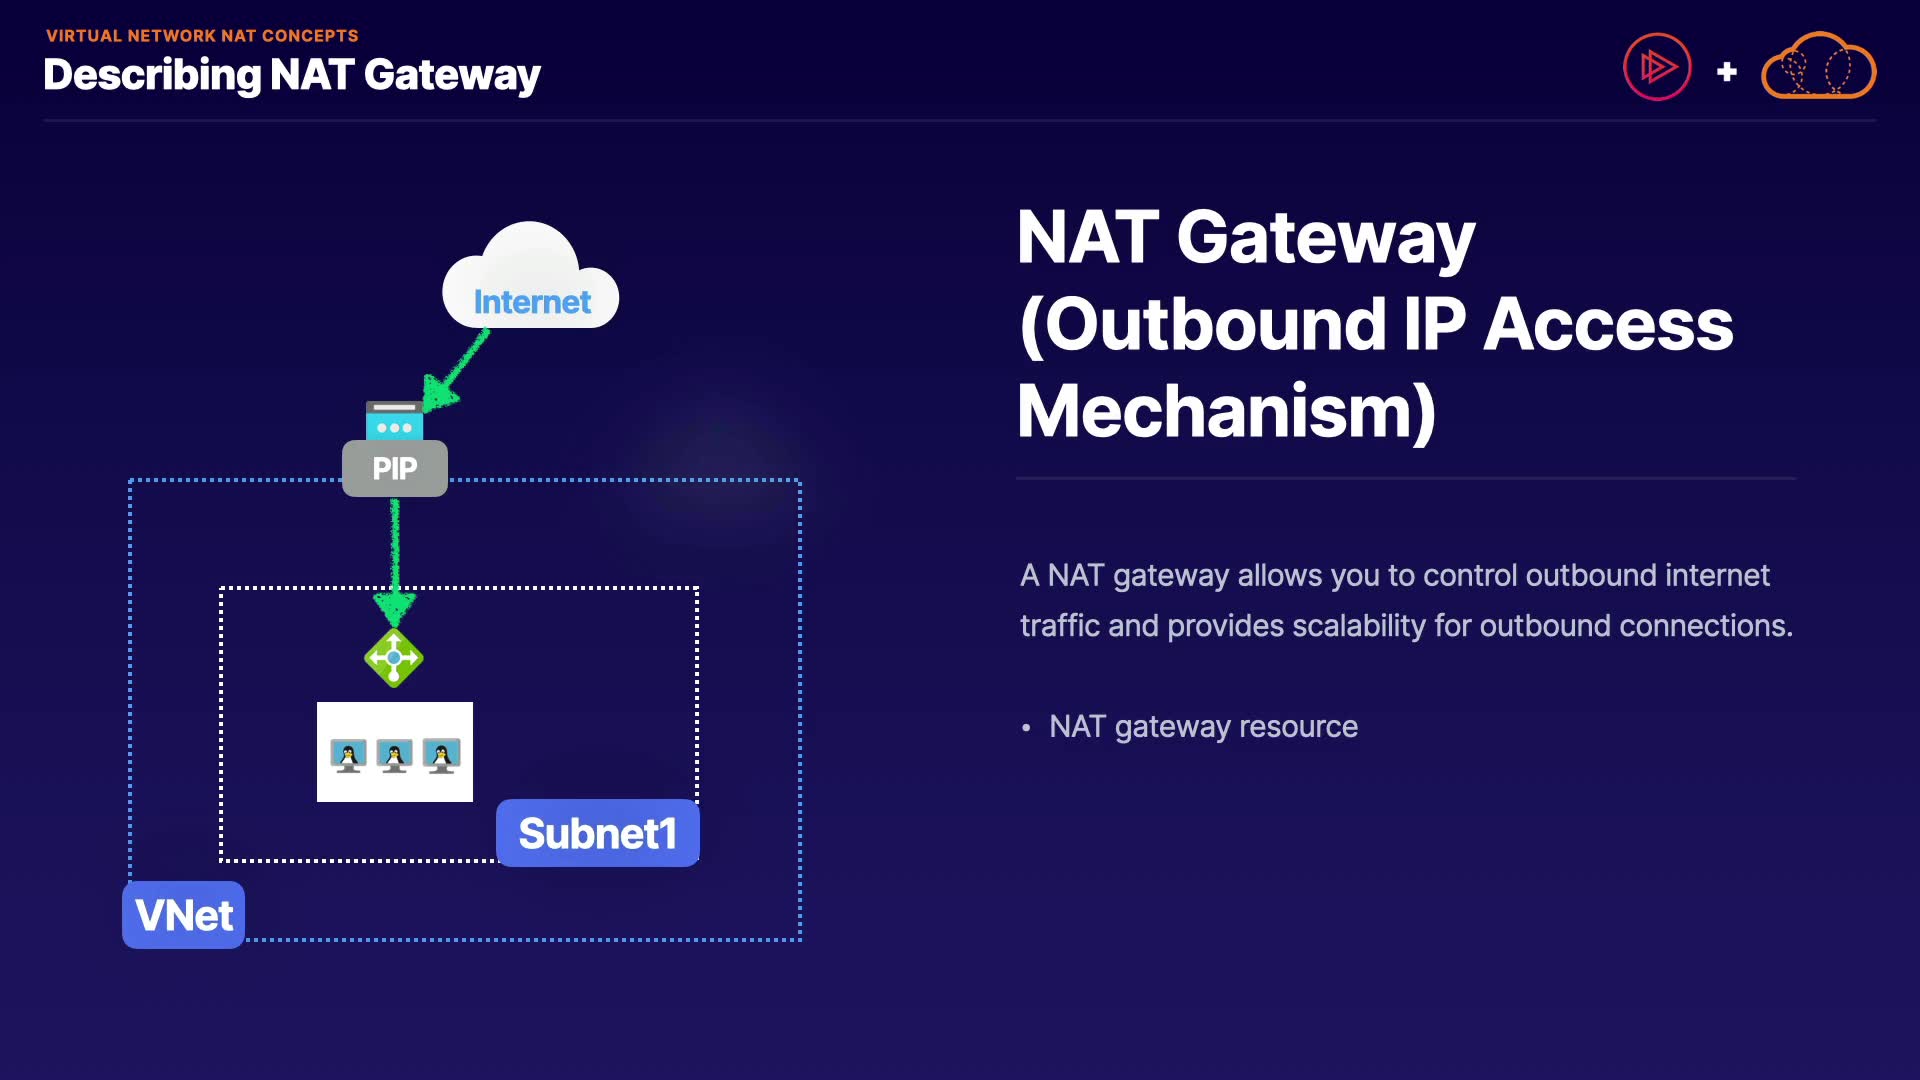 VIRTUAL NETWORK NAT CONCEPTS
Describing NAT Gateway
Internet
PIP
Subnet1
VNet
NAT Gateway
(Outbound IP Access
Mechanism)
A NAT gateway allows you to control outbound internet
traffic and provides scalability for outbound connections.
• NAT gateway resource